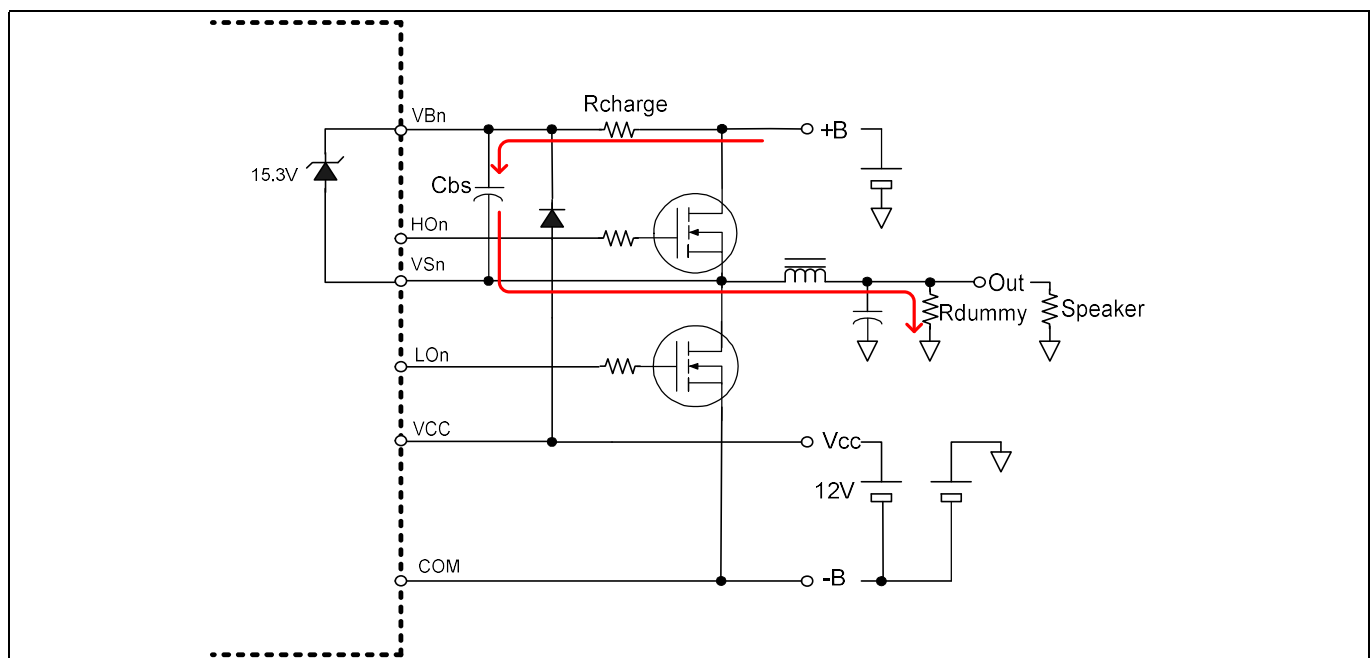 VBn
Rcharge
+B
15.3V
Cbs
HOn
VSn
Out
Rdummy
Speaker
LOn
VCC
Vcc
12V
COM
-B